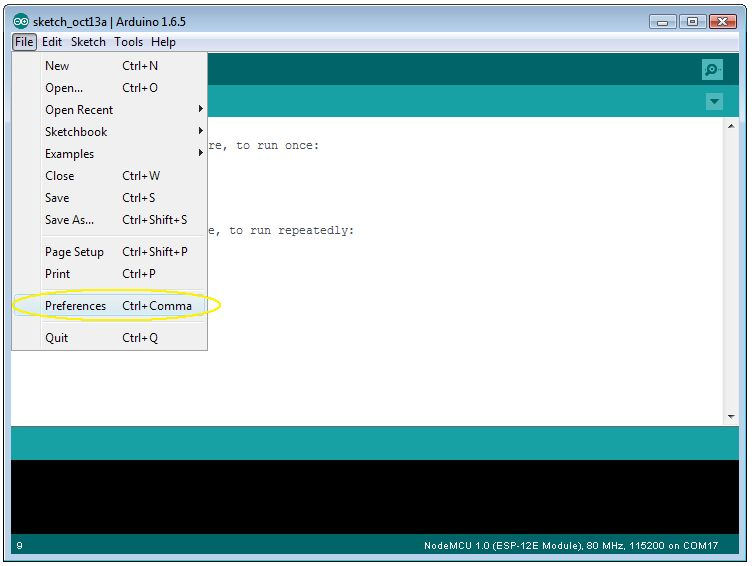 sketch_oct13a | Arduino 1.6.5
File Edit Sketch Tools Help
New Ctrl+N
Open... Ctrl+O
Open Recent
Sketchbook
Examples
re, to run once:
Close Ctrl+W
Save Ctrl+S
Save As... Ctrl+Shift+S
e, to run repeatedly:
Page Setup Ctrl+Shift+P
Print Ctrl+P
Preferences Ctrl+Comma
Quit Ctrl+Q
9 NodeMCU 1.0 (ESP-12E Module), 80 MHz, 115200 on COM17